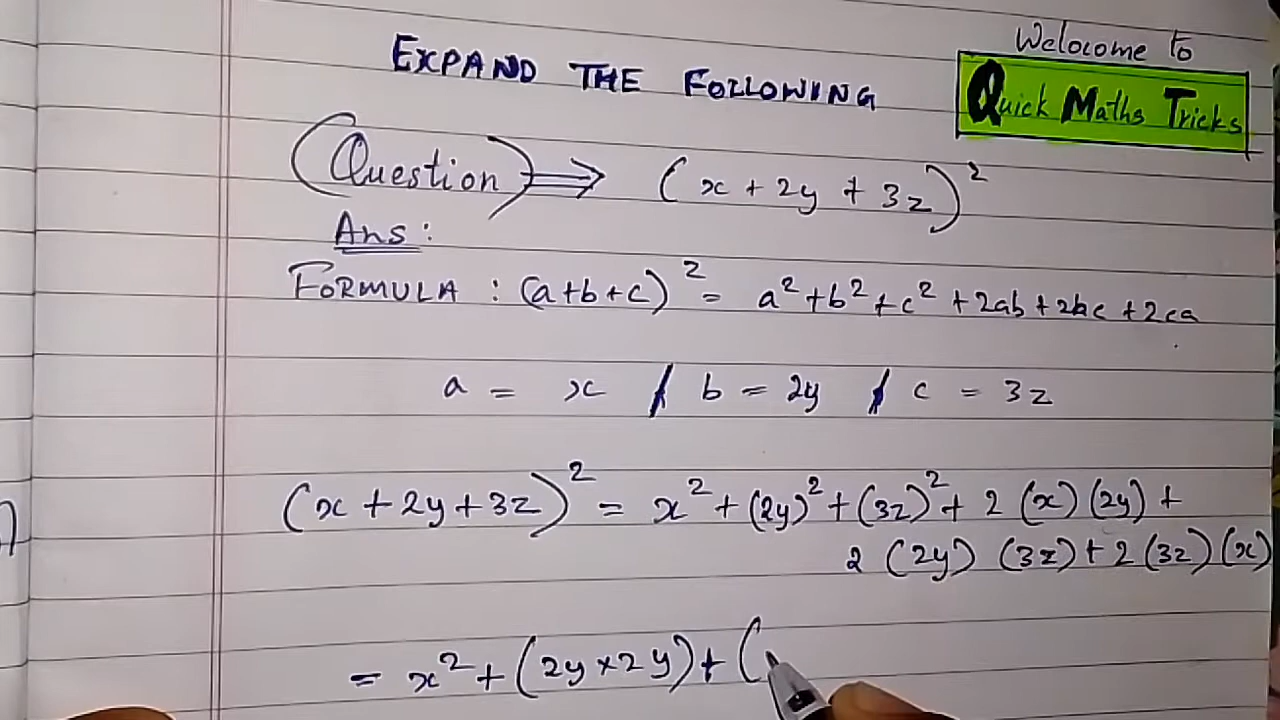 Welocome to
Quick Maths Tricks
EXPAND THE FOLLOWING
(Question) ⇒ (x + 2y + 3z)²
Ans :
FORMULA : (a+b+c)² = a² + b² + c² + 2ab + 2bc + 2ca
a = x / b = 2y / c = 3z
(x + 2y + 3z)² = x² + (2y)² + (3z)² + 2 (x) (2y) +
2 (2y) (3z) + 2 (3z) (x)
= x² + (2y × 2y) + (